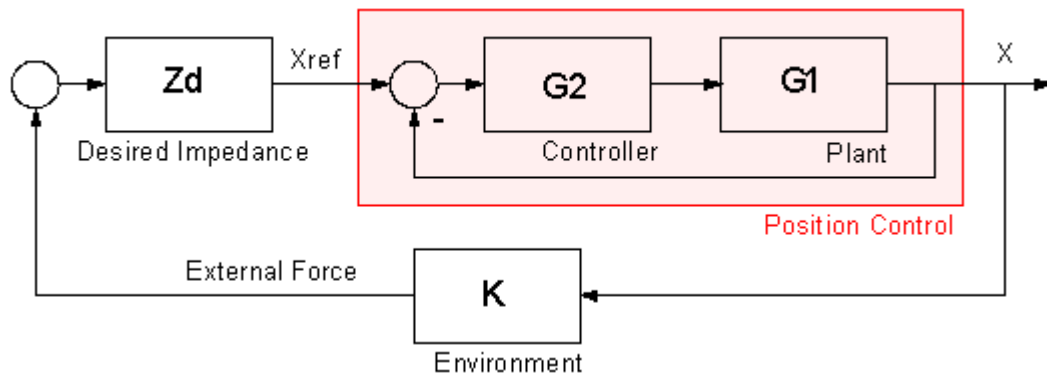 Zd
Xref
G2
G1
X
-
Desired Impedance
Controller
Plant
Position Control
External Force
K
Environment